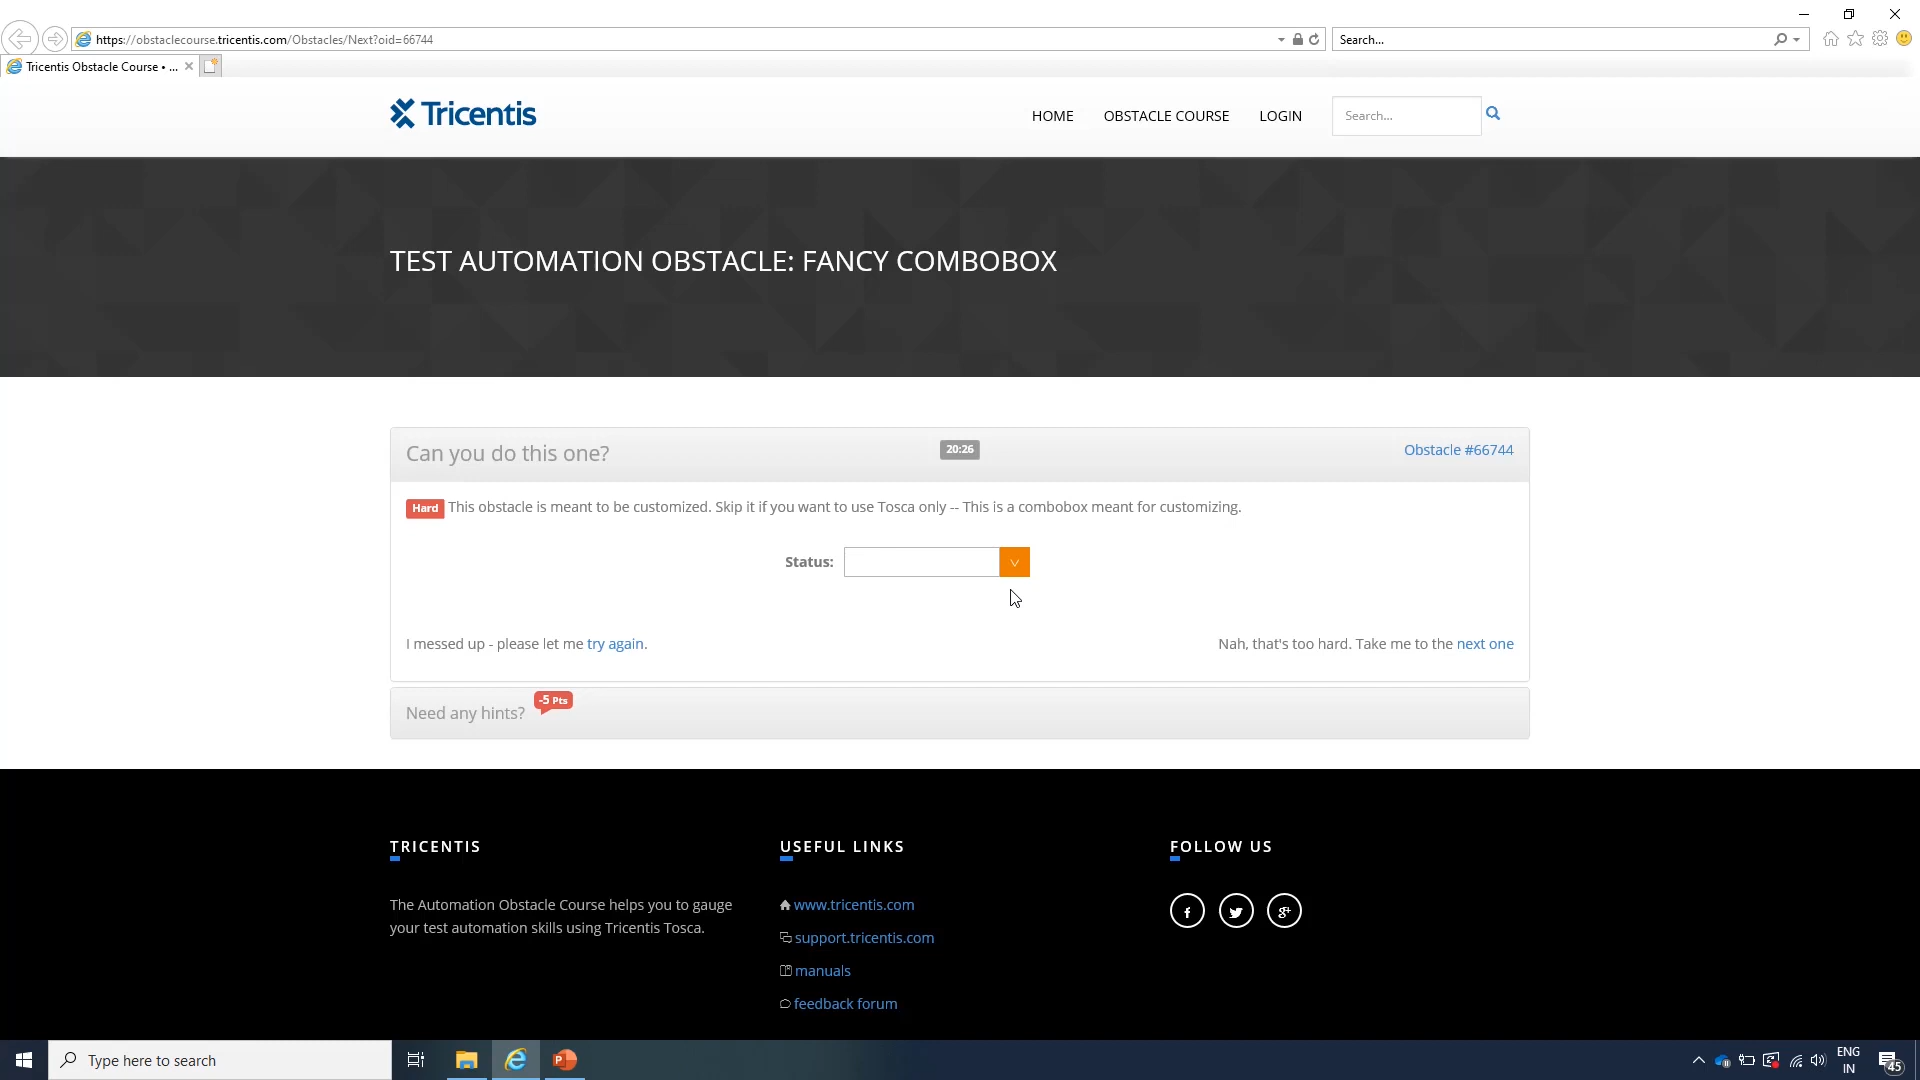 https://obstaclecourse.tricentis.com/Obstacles/Next?oid=66744
Search...
Tricentis Obstacle Course • ...
Tricentis
HOME
OBSTACLE COURSE
LOGIN
Search...
TEST AUTOMATION OBSTACLE: FANCY COMBOBOX
Can you do this one?
20:26
Obstacle #66744
Hard This obstacle is meant to be customized. Skip it if you want to use Tosca only -- This is a combobox meant for customizing.
Status:
I messed up - please let me try again.
Nah, that's too hard. Take me to the next one
Need any hints?
-5 Pts
TRICENTIS
The Automation Obstacle Course helps you to gauge
your test automation skills using Tricentis Tosca.
USEFUL LINKS
www.tricentis.com
support.tricentis.com
manuals
feedback forum
FOLLOW US
Type here to search
ENG
IN
45